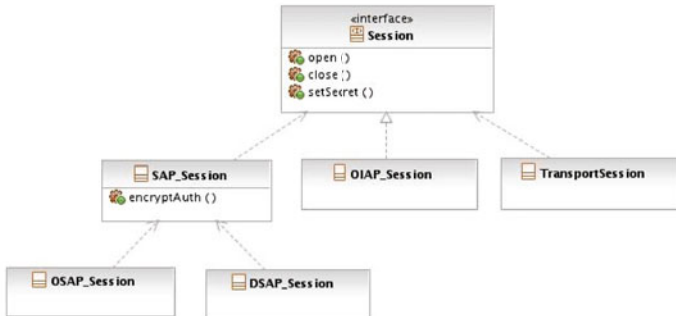 «interface»
Session
open ()
close ()
setSecret ()
SAP_Session
encryptAuth ()
OIAP_Session
TransportSession
OSAP_Session
DSAP_Session